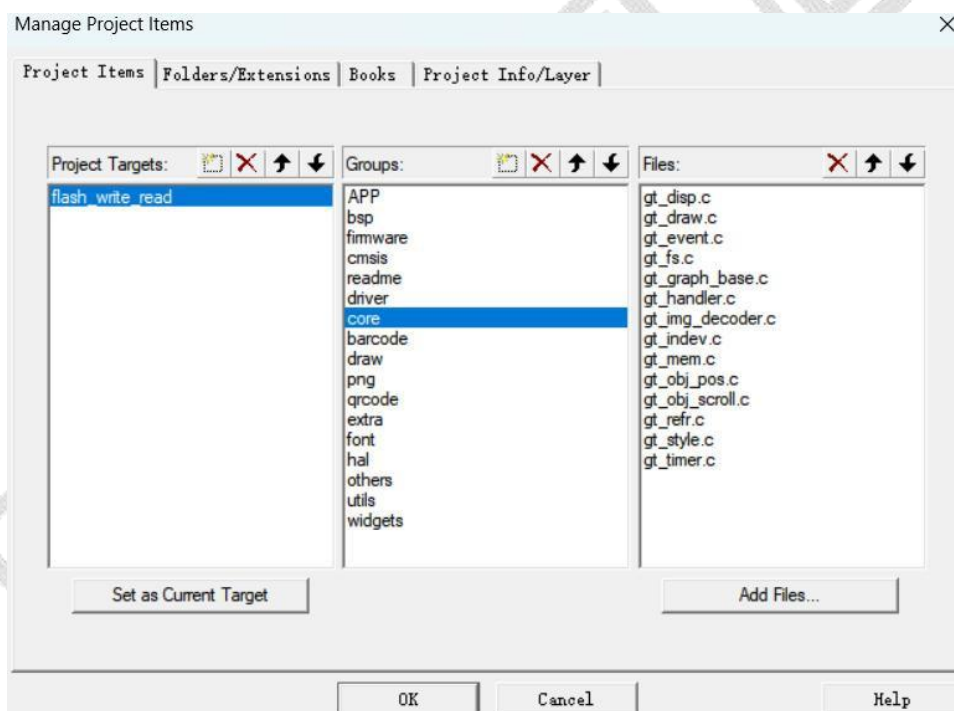 Manage Project Items
Project Items Folders/Extensions Books Project Info/Layer
Project Targets:
flash_write_read
Set as Current Target
Groups:
APP
bsp
firmware
cmsis
readme
driver
core
barcode
draw
png
qrcode
extra
font
hal
others
utils
widgets
Files:
gt_disp.c
gt_draw.c
gt_event.c
gt_fs.c
gt_graph_base.c
gt_handler.c
gt_img_decoder.c
gt_indev.c
gt_mem.c
gt_obj_pos.c
gt_obj_scroll.c
gt_refr.c
gt_style.c
gt_timer.c
Add Files...
OK Cancel Help